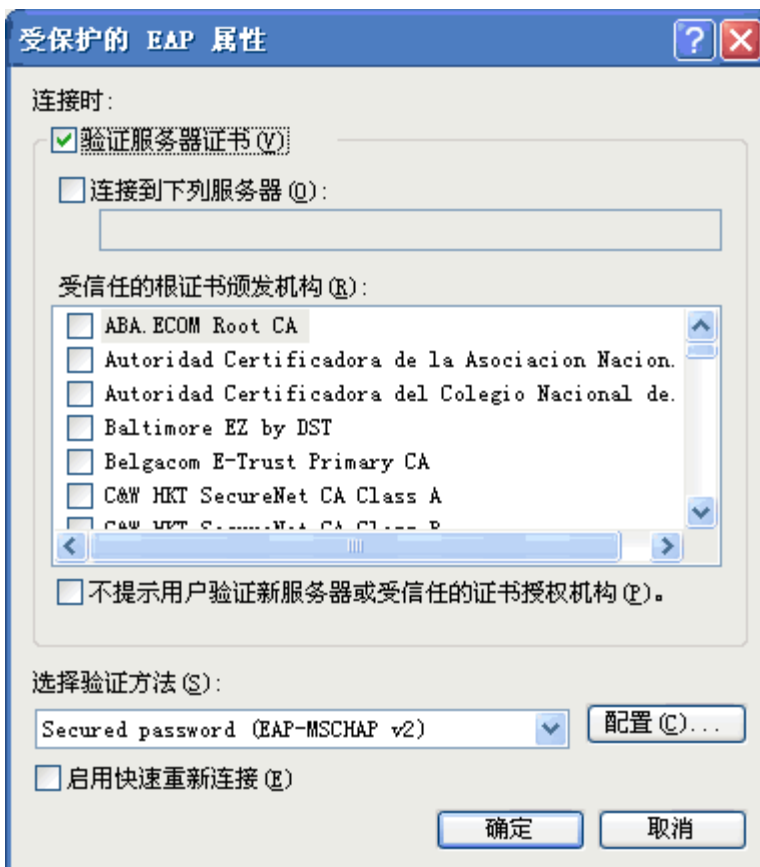 受保护的 EAP 属性
连接时:
验证服务器证书(V)
连接到下列服务器(O):
受信任的根证书颁发机构(R):
ABA.ECOM Root CA
Autoridad Certificadora de la Asociacion Nacion.
Autoridad Certificadora del Colegio Nacional de.
Baltimore EZ by DST
Belgacom E-Trust Primary CA
C&W HKT SecureNet CA Class A
C&W HKT SecureNet CA Class B
不提示用户验证新服务器或受信任的证书授权机构(P)。
选择验证方法(S):
Secured password (EAP-MSCHAP v2)
配置(C)...
启用快速重新连接(E)
确定
取消